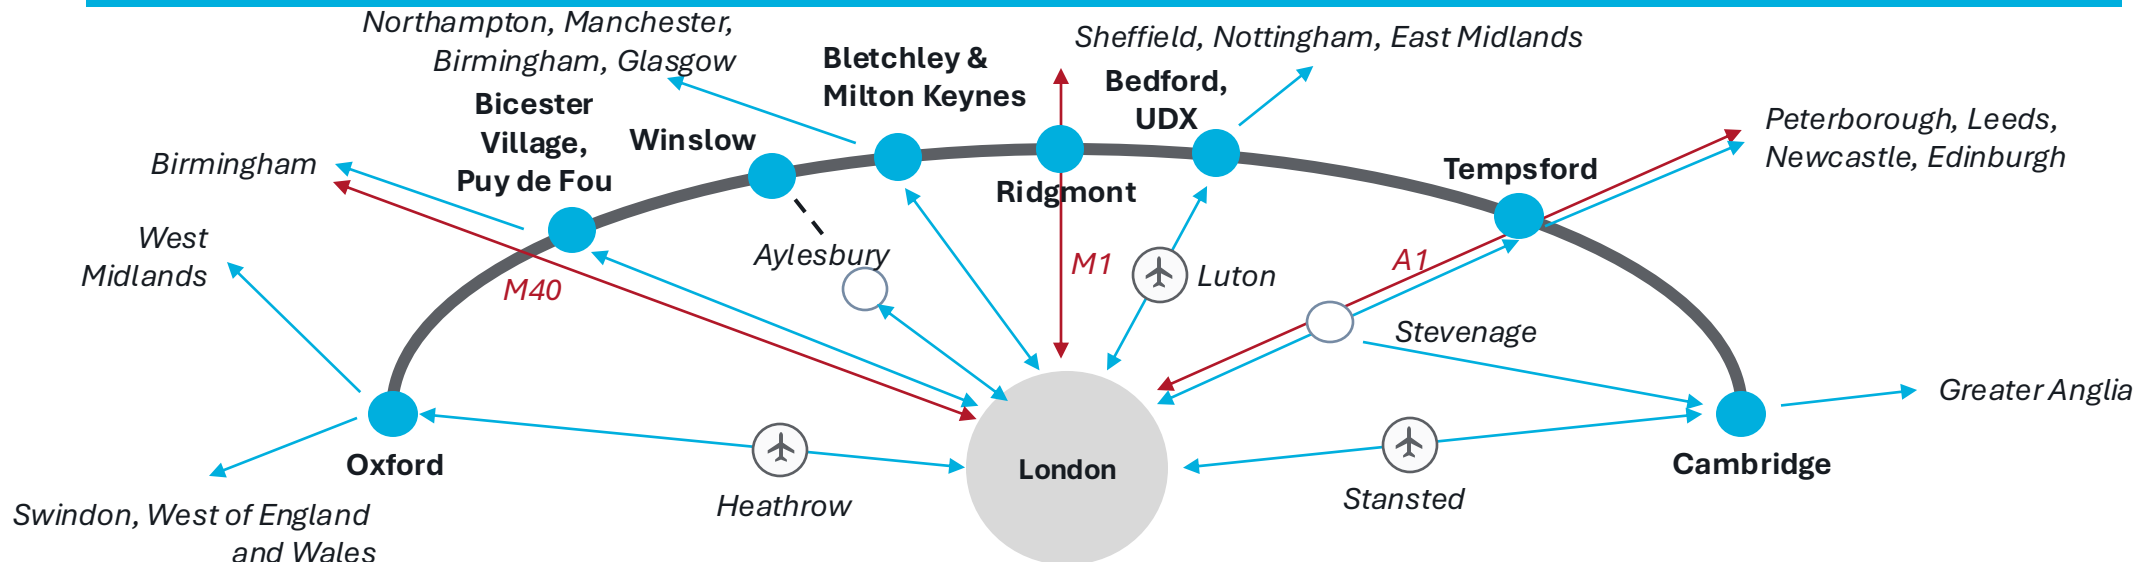 Northampton, Manchester,
Birmingham, Glasgow
Bletchley &
Milton Keynes
Sheffield, Nottingham, East Midlands
Bedford,
UDX
Bicester
Village,
Puy de Fou
Winslow
Birmingham
Peterborough, Leeds,
Newcastle, Edinburgh
Tempsford
Ridgmont
West
Midlands
Aylesbury
M40
M1
Luton
A1
Stevenage
Greater Anglia
Oxford
London
Cambridge
Heathrow
Stansted
Swindon, West of England
and Wales